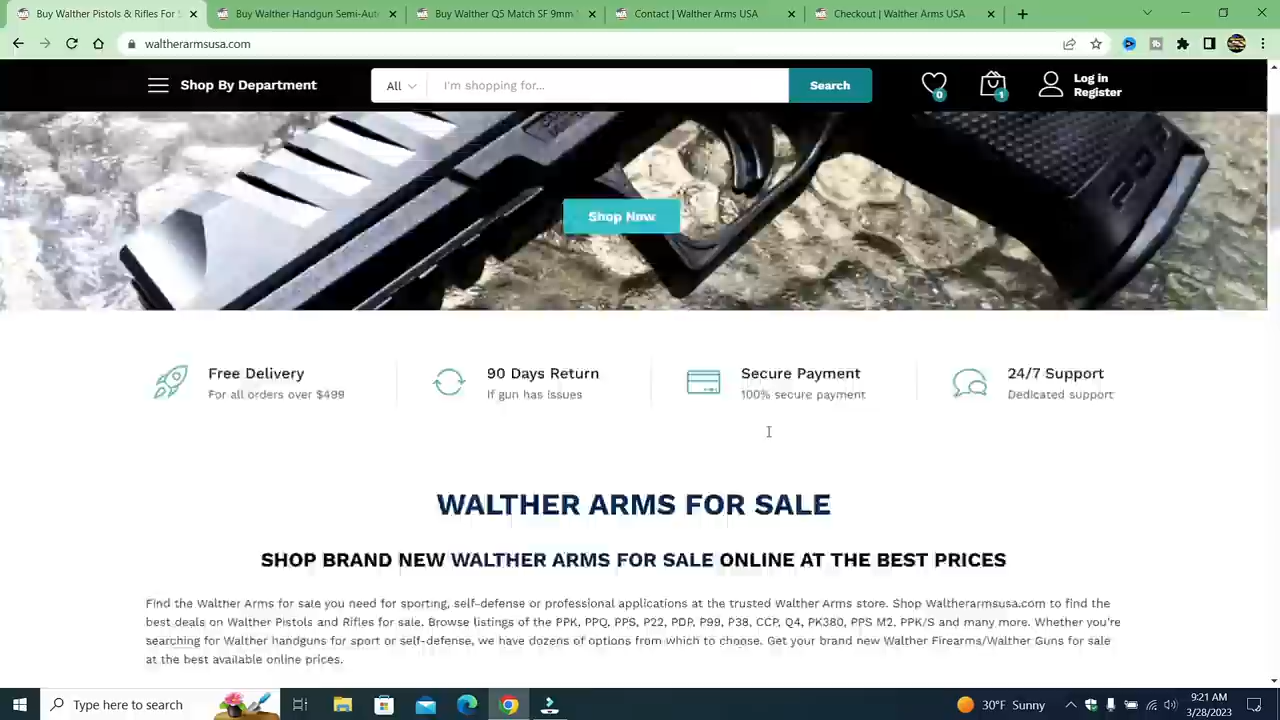 Buy Walther Pistols & Rifles For S
Buy Walther Handgun Semi-Aut
Buy Walther Q5 Match SF 9mm
Contact | Walther Arms USA
Checkout | Walther Arms USA
waltherarmsusa.com
Shop By Department
All
I'm shopping for...
Search
0
1
Log in
Register
PDP
Shop Now
Free Delivery
For all orders over $499
90 Days Return
If gun has issues
Secure Payment
100% secure payment
24/7 Support
Dedicated support
WALTHER ARMS FOR SALE
SHOP BRAND NEW WALTHER ARMS FOR SALE ONLINE AT THE BEST PRICES
Find the Walther Arms for sale you need for sporting, self-defense or professional applications at the trusted Walther Arms store. Shop Waltherarmsusa.com to find the
best deals on Walther Pistols and Rifles for sale. Browse listings of the PPK, PPQ, PPS, P22, PDP, P99, P38, CCP, Q4, PK380, PPS M2, PPK/S and many more. Whether you're
searching for Walther handguns for sport or self-defense, we have dozens of options from which to choose. Get your brand new Walther Firearms/Walther Guns for sale
at the best available online prices.
Type here to search
30°F Sunny
9:21 AM
3/28/2023